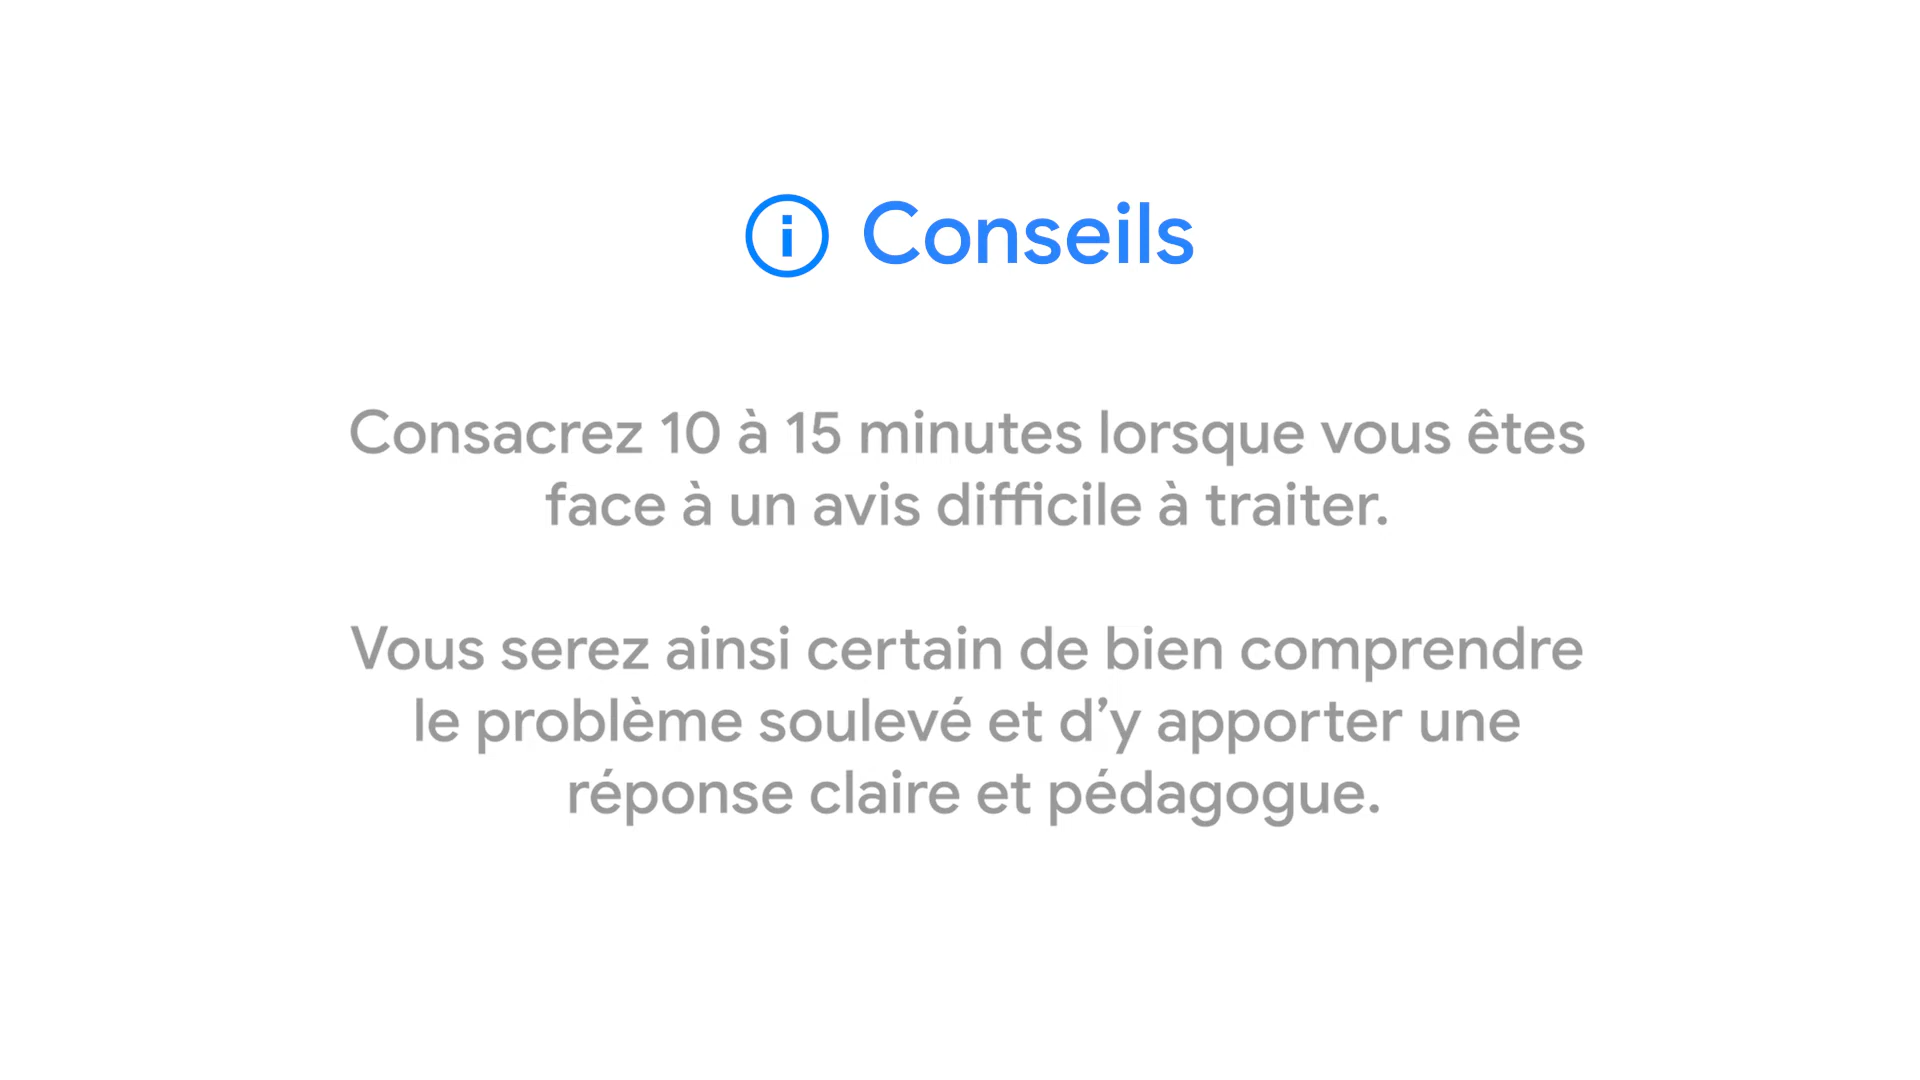 Conseils
Consacrez 10 à 15 minutes lorsque vous êtes
face à un avis difficile à traiter.
Vous serez ainsi certain de bien comprendre
le problème soulevé et d’y apporter une
réponse claire et pédagogue.